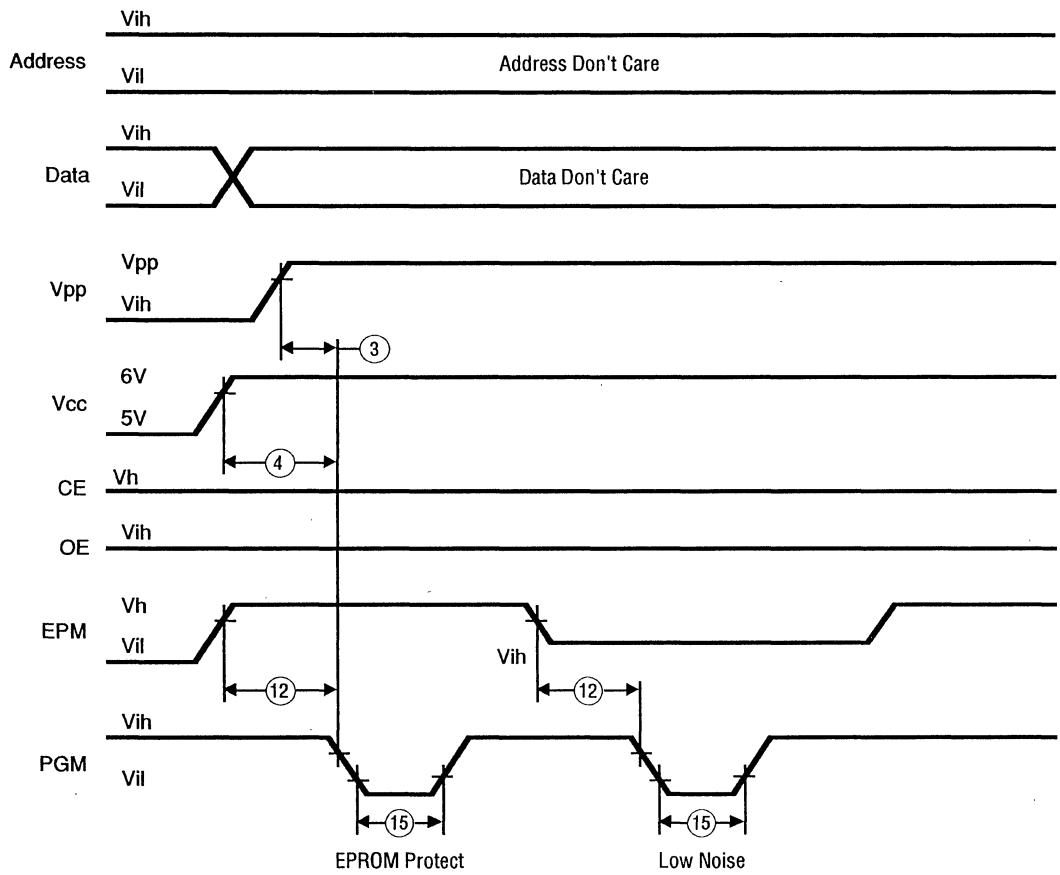 Vih
Address
Address Don't Care
Vil
Vih
Data
Data Don't Care
Vil
Vpp
Vpp
Vih
3
6V
Vcc
5V
4
Vh
CE
Vih
OE
Vh
EPM
Vil
Vih
12
12
Vih
PGM
Vil
15
15
EPROM Protect
Low Noise